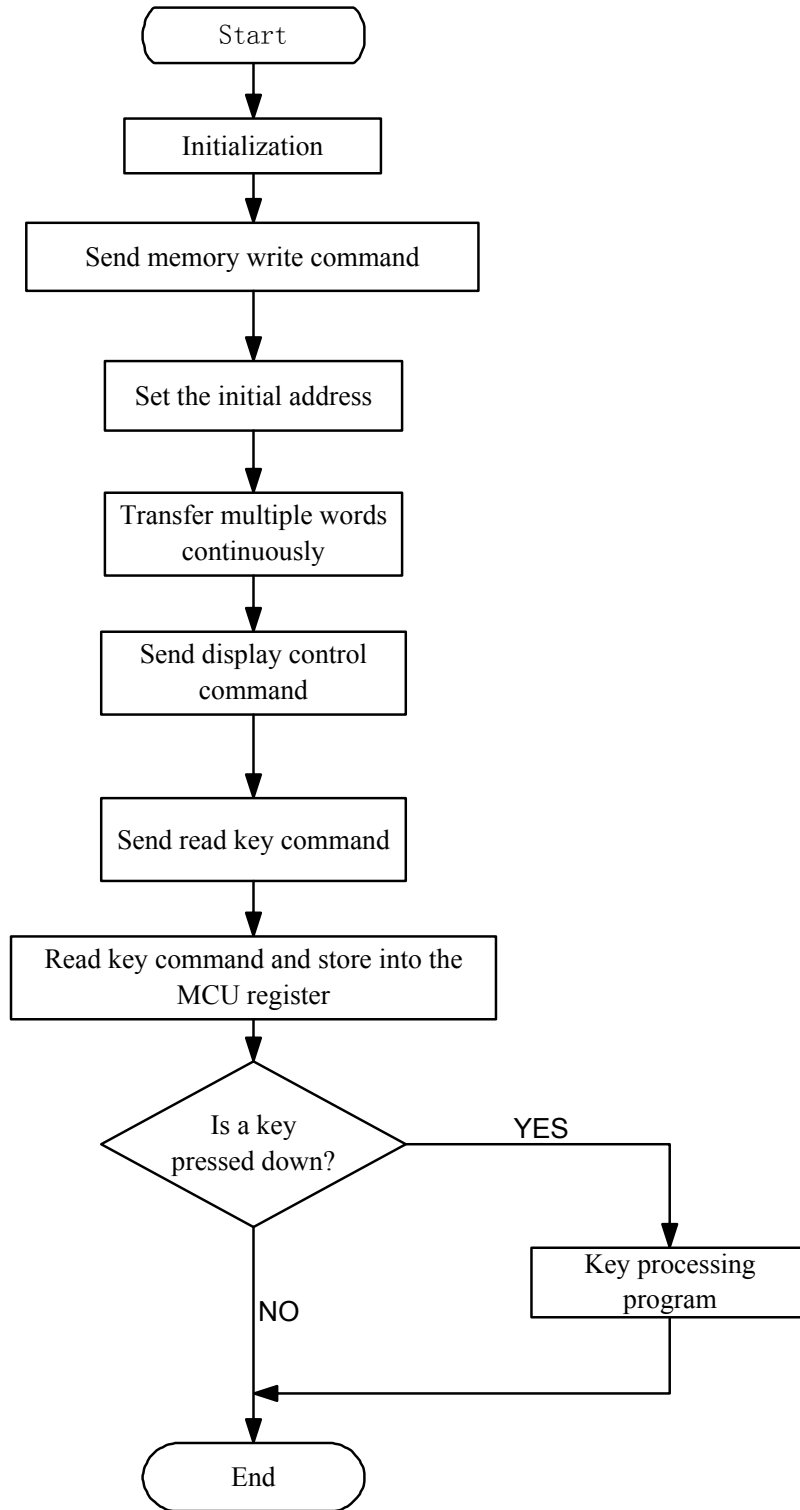 Start
Initialization
Send memory write command
Set the initial address
Transfer multiple words
continuously
Send display control
command
Send read key command
Read key command and store into the
MCU register
Is a key
pressed down?
YES
Key processing
program
NO
End